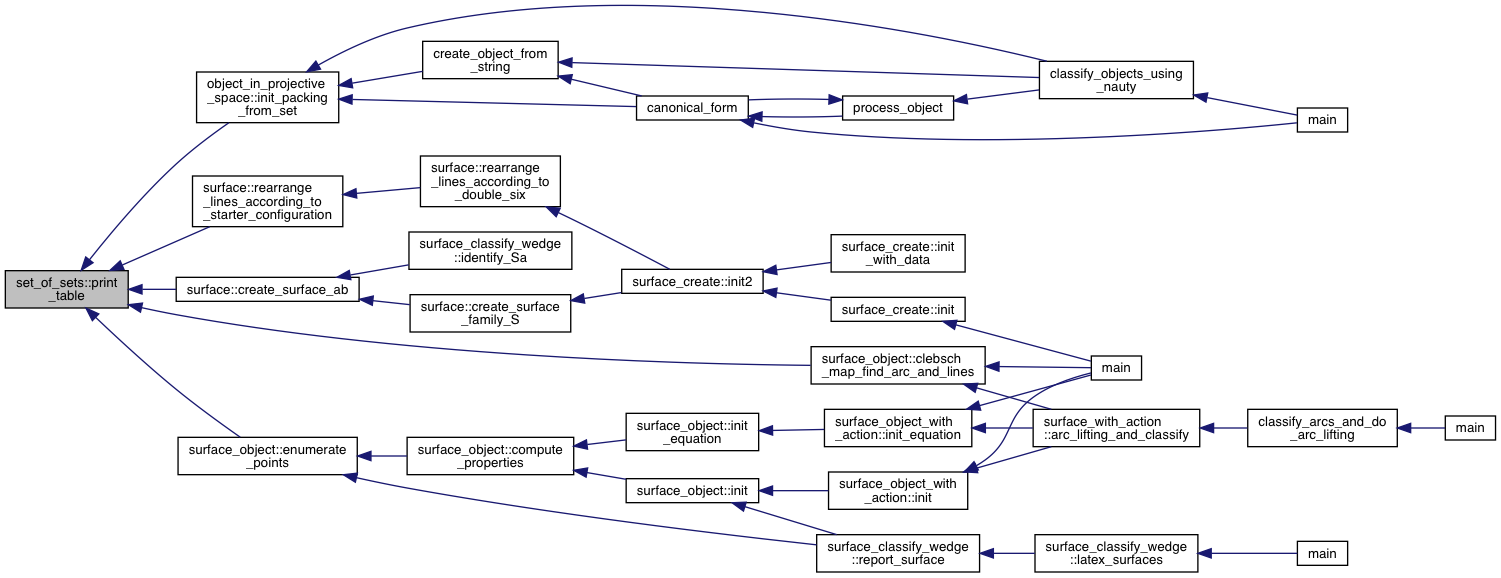 set_of_sets::print
_table
object_in_projective
_space::init_packing
_from_set
create_object_from
_string
canonical_form
process_object
classify_objects_using
_nauty
main
surface::rearrange
_lines_according_to
_starter_configuration
surface::rearrange
_lines_according_to
_double_six
surface::create_surface_ab
surface_classify_wedge
::identify_Sa
surface::create_surface
_family_S
surface_create::init2
surface_create::init
_with_data
surface_create::init
main
surface_object::clebsch
_map_find_arc_and_lines
surface_object::enumerate
_points
surface_object::compute
_properties
surface_object::init
_equation
surface_object::init
surface_object_with
_action::init_equation
surface_object_with
_action::init
surface_with_action
::arc_lifting_and_classify
classify_arcs_and_do
_arc_lifting
main
surface_classify_wedge
::report_surface
surface_classify_wedge
::latex_surfaces
main